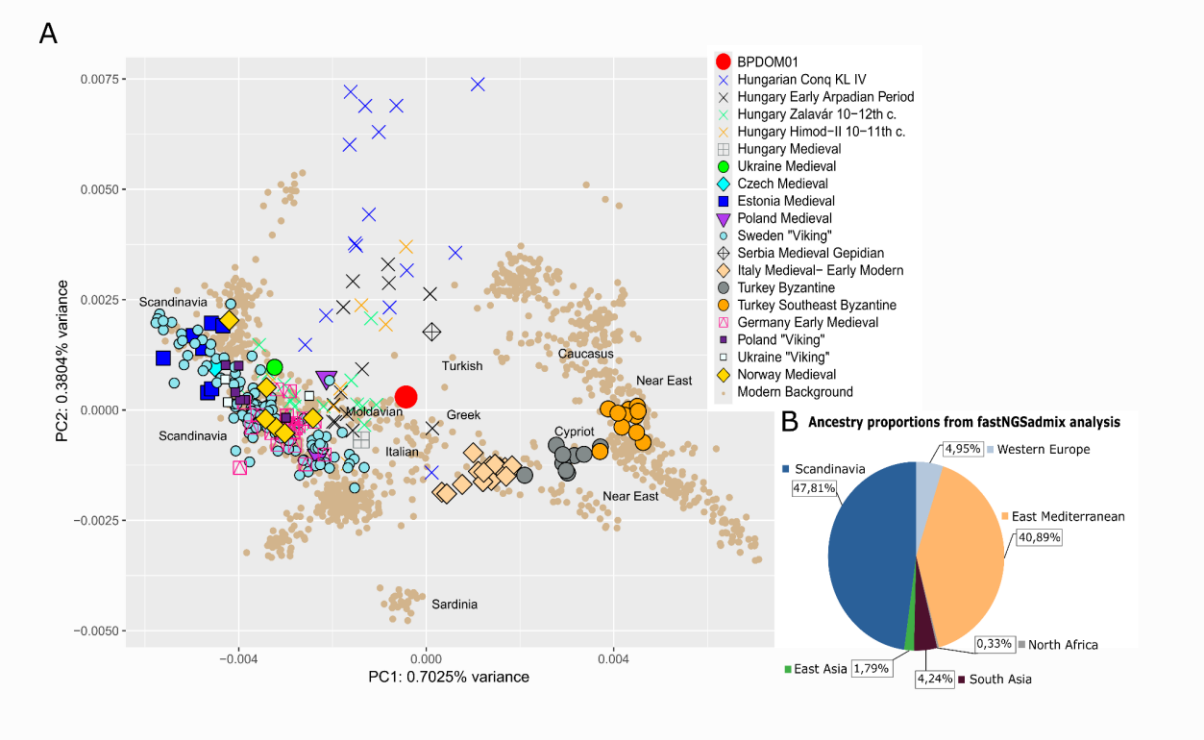 A
PC2: 0.3804% variance
0.0075
0.0050
0.0025
0.0000
−0.0025
−0.0050
−0.004
0.000
0.004
PC1: 0.7025% variance
Scandinavia
Scandinavia
Turkish
Moldavian
Greek
Italian
Caucasus
Near East
Cypriot
Near East
Sardinia
BPDOM01
Hungarian Conq KL IV
Hungary Early Arpadian Period
Hungary Zalavár 10−12th c.
Hungary Himod−II 10−11th c.
Hungary Medieval
Ukraine Medieval
Czech Medieval
Estonia Medieval
Poland Medieval
Sweden "Viking"
Serbia Medieval Gepidian
Italy Medieval− Early Modern
Turkey Byzantine
Turkey Southeast Byzantine
Germany Early Medieval
Poland "Viking"
Ukraine "Viking"
Norway Medieval
Modern Background
B Ancestry proportions from fastNGSadmix analysis
4,95% Western Europe
Scandinavia
47,81%
East Mediterranean
40,89%
0,33% North Africa
East Asia 1,79%
4,24% South Asia